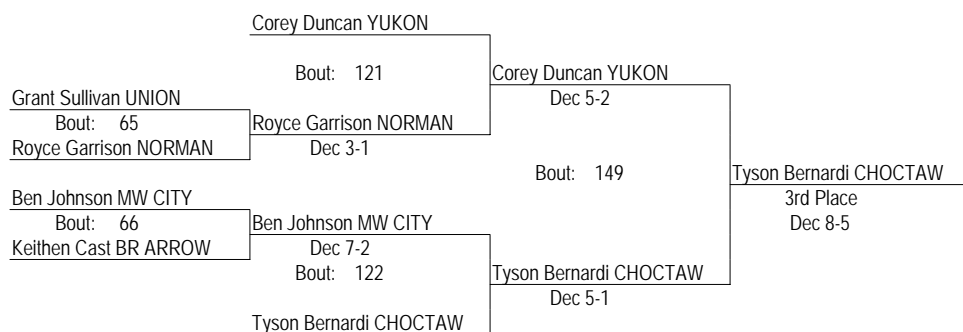 Corey Duncan YUKON
Bout: 121
Corey Duncan YUKON
Grant Sullivan UNION
Dec 5-2
Bout: 65
Royce Garrison NORMAN
Royce Garrison NORMAN
Dec 3-1
Bout: 149
Tyson Bernardi CHOCTAW
Ben Johnson MW CITY
3rd Place
Bout: 66
Ben Johnson MW CITY
Dec 8-5
Keithen Cast BR ARROW
Dec 7-2
Bout: 122
Tyson Bernardi CHOCTAW
Dec 5-1
Tyson Bernardi CHOCTAW